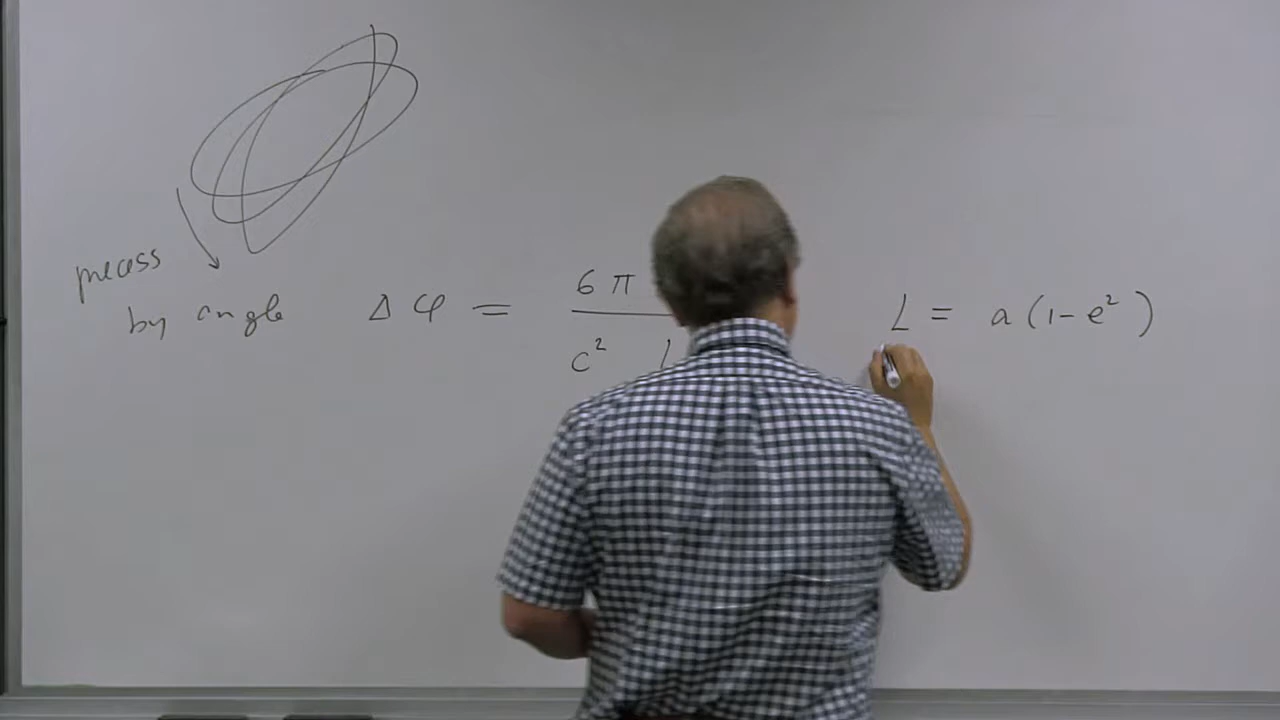 precess
by angle Δφ = 6π / c² L
L = a(1-e²)